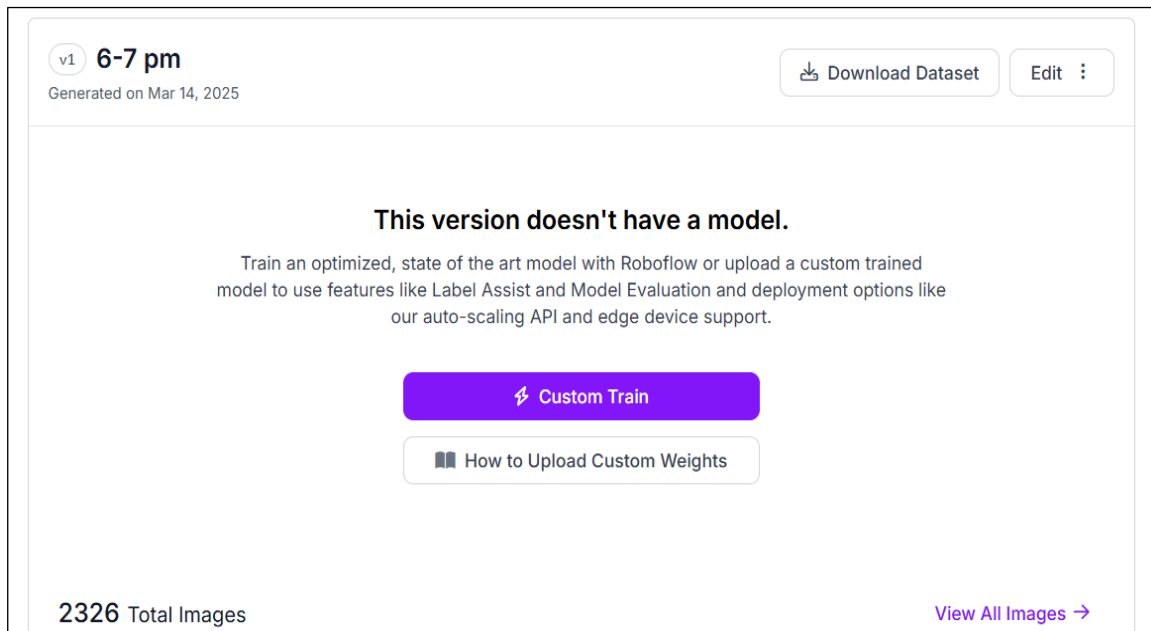 v1 6-7 pm
Generated on Mar 14, 2025
Download Dataset
Edit
This version doesn't have a model.
Train an optimized, state of the art model with Roboflow or upload a custom trained
model to use features like Label Assist and Model Evaluation and deployment options like
our auto-scaling API and edge device support.
Custom Train
How to Upload Custom Weights
2326 Total Images
View All Images →